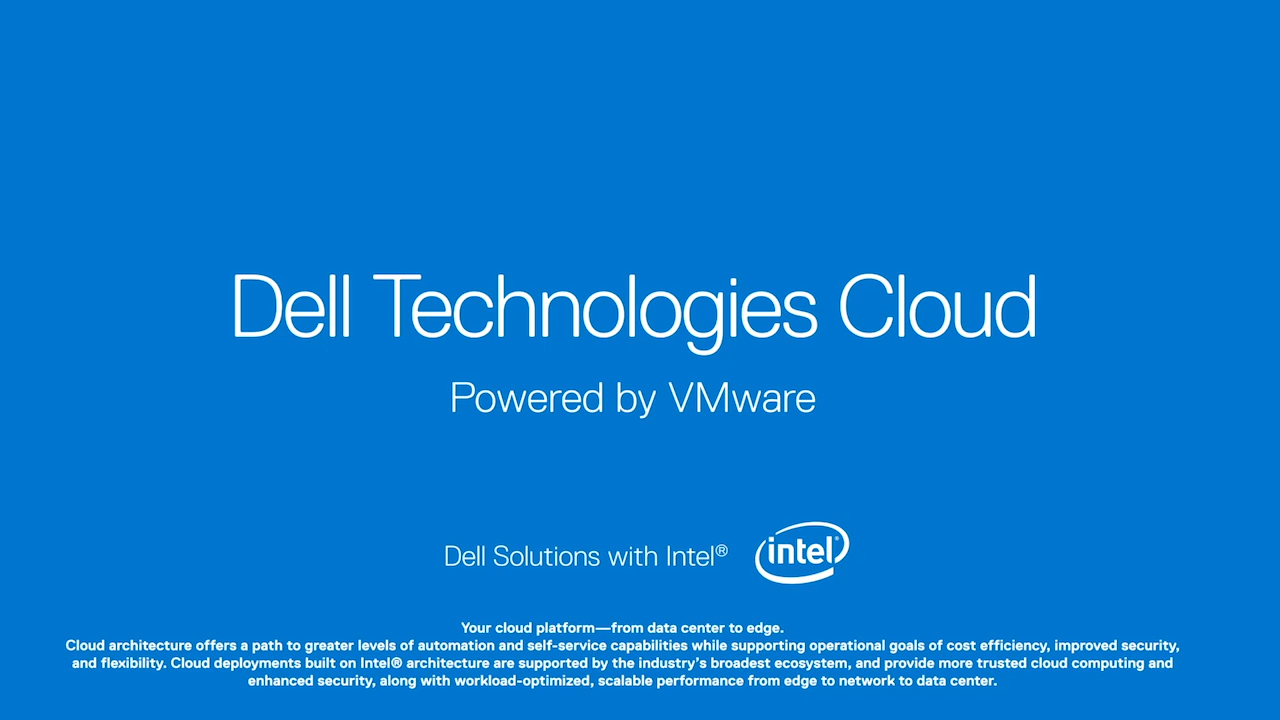 Dell Technologies Cloud
Powered by VMware
Dell Solutions with Intel®
intel®
Your cloud platform—from data center to edge.
Cloud architecture offers a path to greater levels of automation and self-service capabilities while supporting operational goals of cost efficiency, improved security,
and flexibility. Cloud deployments built on Intel® architecture are supported by the industry’s broadest ecosystem, and provide more trusted cloud computing and
enhanced security, along with workload-optimized, scalable performance from edge to network to data center.